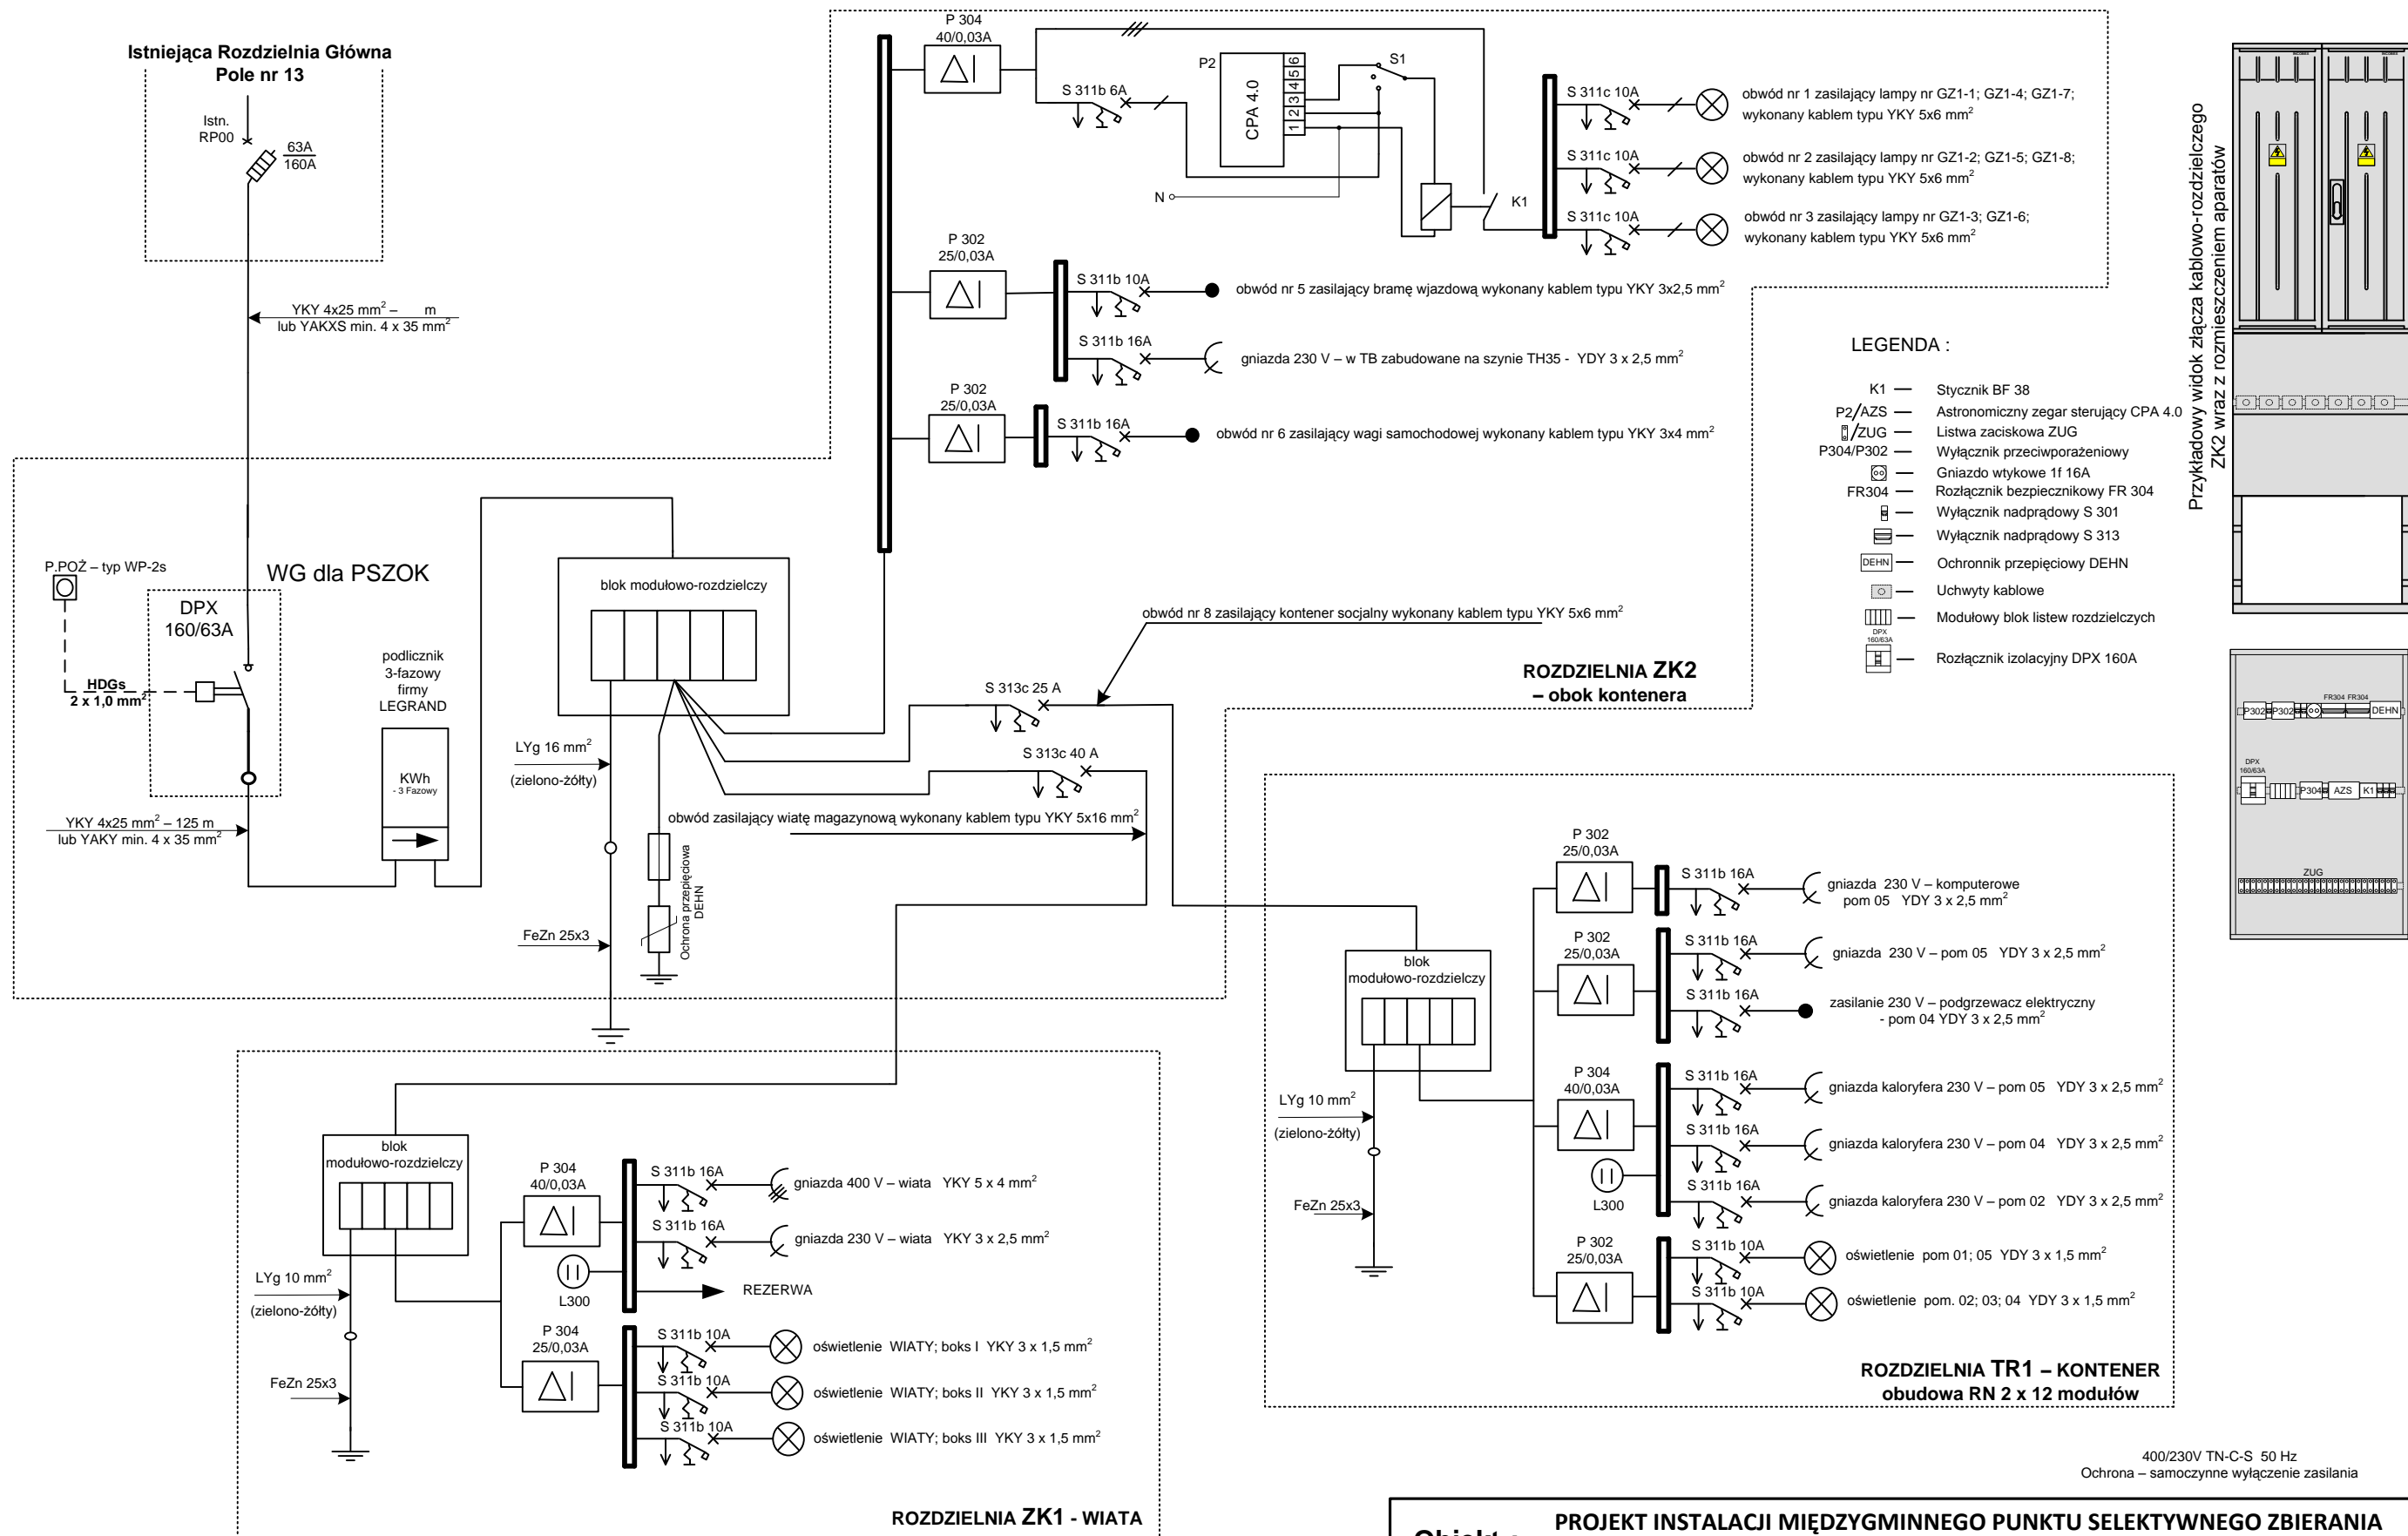 Istniejąca Rozdzielnia Główna
Pole nr 13
Istn.
RP00
63A
160A
YKY 4x25 mm² – m
lub YAKXS min. 4 x 35 mm²
P.POŻ – typ WP-2s
WG dla PSZOK
DPX
160/63A
HDGs
2 x 1,0 mm²
podlicznik
3-fazowy
firmy
LEGRAND
KWh
- 3 Fazowy
YKY 4x25 mm² – 125 m
lub YAKY min. 4 x 35 mm²
blok modułowo-rozdzielczy
LYg 16 mm²
(zielono-żółty)
FeZn 25x3
Ochrona przepięciowa
DEHN
P 304
40/0,03A
S 311b 6A
P2
CPA 4.0
1 2 3 4 5 6
S1
N
K1
S 311c 10A
obwód nr 1 zasilający lampy nr GZ1-1; GZ1-4; GZ1-7;
wykonany kablem typu YKY 5x6 mm²
S 311c 10A
obwód nr 2 zasilający lampy nr GZ1-2; GZ1-5; GZ1-8;
wykonany kablem typu YKY 5x6 mm²
S 311c 10A
obwód nr 3 zasilający lampy nr GZ1-3; GZ1-6;
wykonany kablem typu YKY 5x6 mm²
P 302
25/0,03A
S 311b 10A
obwód nr 5 zasilający bramę wjazdową wykonany kablem typu YKY 3x2,5 mm²
S 311b 16A
gniazda 230 V – w TB zabudowane na szynie TH35 - YDY 3 x 2,5 mm²
P 302
25/0,03A
S 311b 16A
obwód nr 6 zasilający wagi samochodowej wykonany kablem typu YKY 3x4 mm²
obwód nr 8 zasilający kontener socjalny wykonany kablem typu YKY 5x6 mm²
S 313c 25 A
S 313c 40 A
obwód zasilający wiatę magazynową wykonany kablem typu YKY 5x16 mm²
ROZDZIELNIA ZK2
– obok kontenera
LEGENDA :
K1 — Stycznik BF 38
P2/AZS — Astronomiczny zegar sterujący CPA 4.0
/ZUG — Listwa zaciskowa ZUG
P304/P302 — Wyłącznik przeciwporażeniowy
— Gniazdo wtykowe 1f 16A
FR304 — Rozłącznik bezpiecznikowy FR 304
— Wyłącznik nadprądowy S 301
— Wyłącznik nadprądowy S 313
DEHN — Ochronnik przepięciowy DEHN
— Uchwyty kablowe
— Modułowy blok listew rozdzielczych
DPX
160/63A
— Rozłącznik izolacyjny DPX 160A
Przykładowy widok złącza kablowo-rozdzielczego
ZK2 wraz z rozmieszczeniem aparatów
FR304 FR304
P302 P302 DEHN
DPX
160/63A
P304 AZS K1
ZUG
blok
modułowo-rozdzielczy
LYg 10 mm²
(zielono-żółty)
FeZn 25x3
P 302
25/0,03A
S 311b 16A
gniazda 230 V – komputerowe
pom 05 YDY 3 x 2,5 mm²
P 302
25/0,03A
S 311b 16A
gniazda 230 V – pom 05 YDY 3 x 2,5 mm²
S 311b 16A
zasilanie 230 V – podgrzewacz elektryczny
- pom 04 YDY 3 x 2,5 mm²
P 304
40/0,03A
L300
S 311b 16A
gniazda kaloryfera 230 V – pom 05 YDY 3 x 2,5 mm²
S 311b 16A
gniazda kaloryfera 230 V – pom 04 YDY 3 x 2,5 mm²
S 311b 16A
gniazda kaloryfera 230 V – pom 02 YDY 3 x 2,5 mm²
P 302
25/0,03A
S 311b 10A
oświetlenie pom 01; 05 YDY 3 x 1,5 mm²
S 311b 10A
oświetlenie pom. 02; 03; 04 YDY 3 x 1,5 mm²
ROZDZIELNIA TR1 – KONTENER
obudowa RN 2 x 12 modułów
blok
modułowo-rozdzielczy
LYg 10 mm²
(zielono-żółty)
FeZn 25x3
P 304
40/0,03A
L300
S 311b 16A
gniazda 400 V – wiata YKY 5 x 4 mm²
S 311b 16A
gniazda 230 V – wiata YKY 3 x 2,5 mm²
REZERWA
P 304
25/0,03A
S 311b 10A
oświetlenie WIATY; boks I YKY 3 x 1,5 mm²
S 311b 10A
oświetlenie WIATY; boks II YKY 3 x 1,5 mm²
S 311b 10A
oświetlenie WIATY; boks III YKY 3 x 1,5 mm²
ROZDZIELNIA ZK1 - WIATA
400/230V TN-C-S 50 Hz
Ochrona – samoczynne wyłączenie zasilania
PROJEKT INSTALACJI MIĘDZYGMINNEGO PUNKTU SELEKTYWNEGO ZBIERANIA